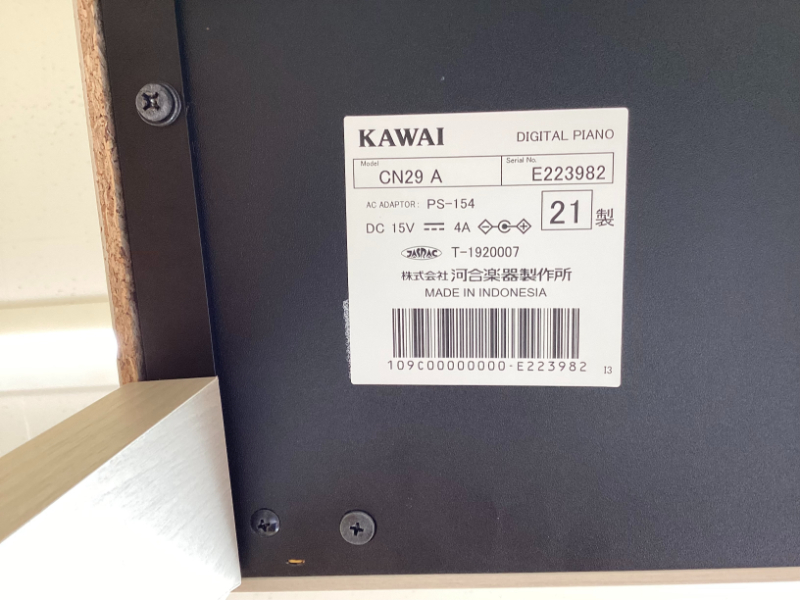 KAWAI DIGITAL PIANO
Model CN29 A Serial No. E223982
AC ADAPTOR: PS-154
DC 15V 4A
21 製
JASPAC T-1920007
株式会社 河合楽器製作所
MADE IN INDONESIA
109C00000000-E223982
13